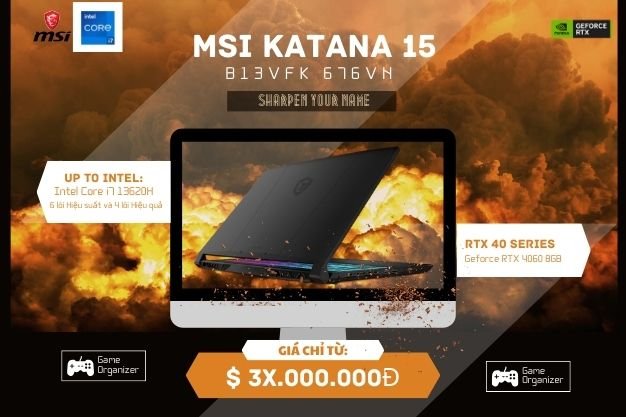 msi
intel
CORE
i7
NVIDIA
GEFORCE
RTX
MSI KATANA 15
B13VFK 676VN
SHARPEN YOUR NAME
UP TO INTEL:
Intel Core i7 13620H
6 lõi Hiệu suất và 4 lõi Hiệu quả
RTX 40 SERIES
Geforce RTX 4060 8GB
GIÁ CHỈ TỪ:
$ 3X.000.000Đ
Game
Organizer
Game
Organizer